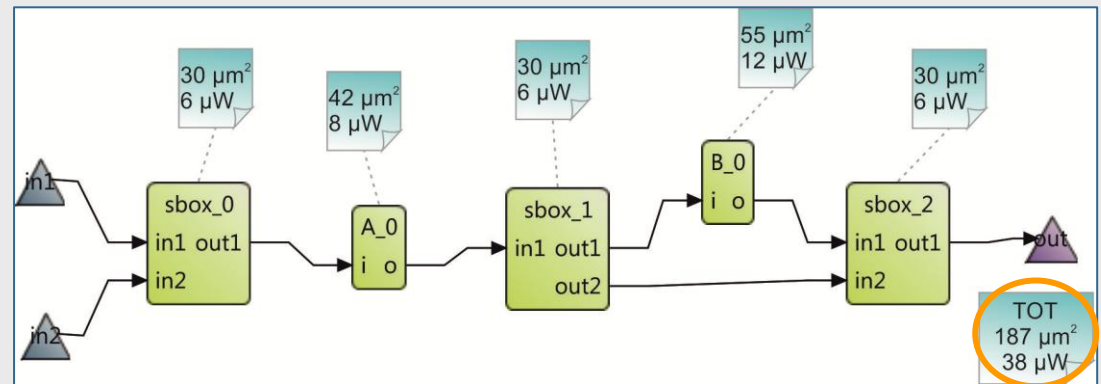 55 µm²
12 µW
30 µm²
6 µW
42 µm²
8 µW
30 µm²
6 µW
30 µm²
6 µW
in1
in2
sbox_0
in1 out1
in2
A_0
i o
sbox_1
in1 out1
out2
B_0
i o
sbox_2
in1 out1
in2
out
TOT
187 µm²
38 µW